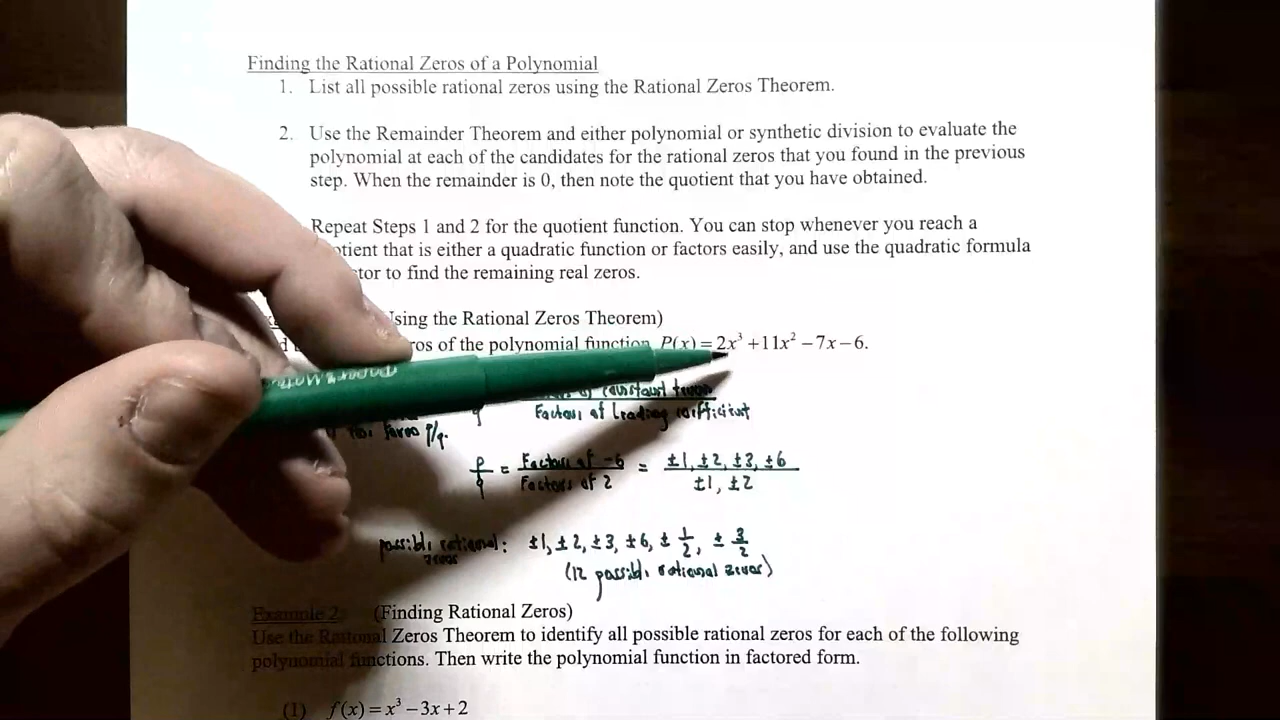 Finding the Rational Zeros of a Polynomial
1. List all possible rational zeros using the Rational Zeros Theorem.
2. Use the Remainder Theorem and either polynomial or synthetic division to evaluate the
polynomial at each of the candidates for the rational zeros that you found in the previous
step. When the remainder is 0, then note the quotient that you have obtained.
Repeat Steps 1 and 2 for the quotient function. You can stop whenever you reach a
that is either a quadratic function or factors easily, and use the quadratic formula
to find the remaining real zeros.
Using the Rational Zeros Theorem)
of the polynomial function P(x) = 2x³ + 11x² − 7x − 6.
Paper Mate
of constant term
Factors of leading coefficient
p/q.
p/q = Factors of -6 / Factors of 2 = ±1, ±2, ±3, ±6 / ±1, ±2
possible rational zeros: ±1, ±2, ±3, ±6, ± 1/2, ± 3/2
(12 possible rational zeros)
Example 2: (Finding Rational Zeros)
Use the Rational Zeros Theorem to identify all possible rational zeros for each of the following
polynomial functions. Then write the polynomial function in factored form.
(1) f(x) = x³ − 3x + 2